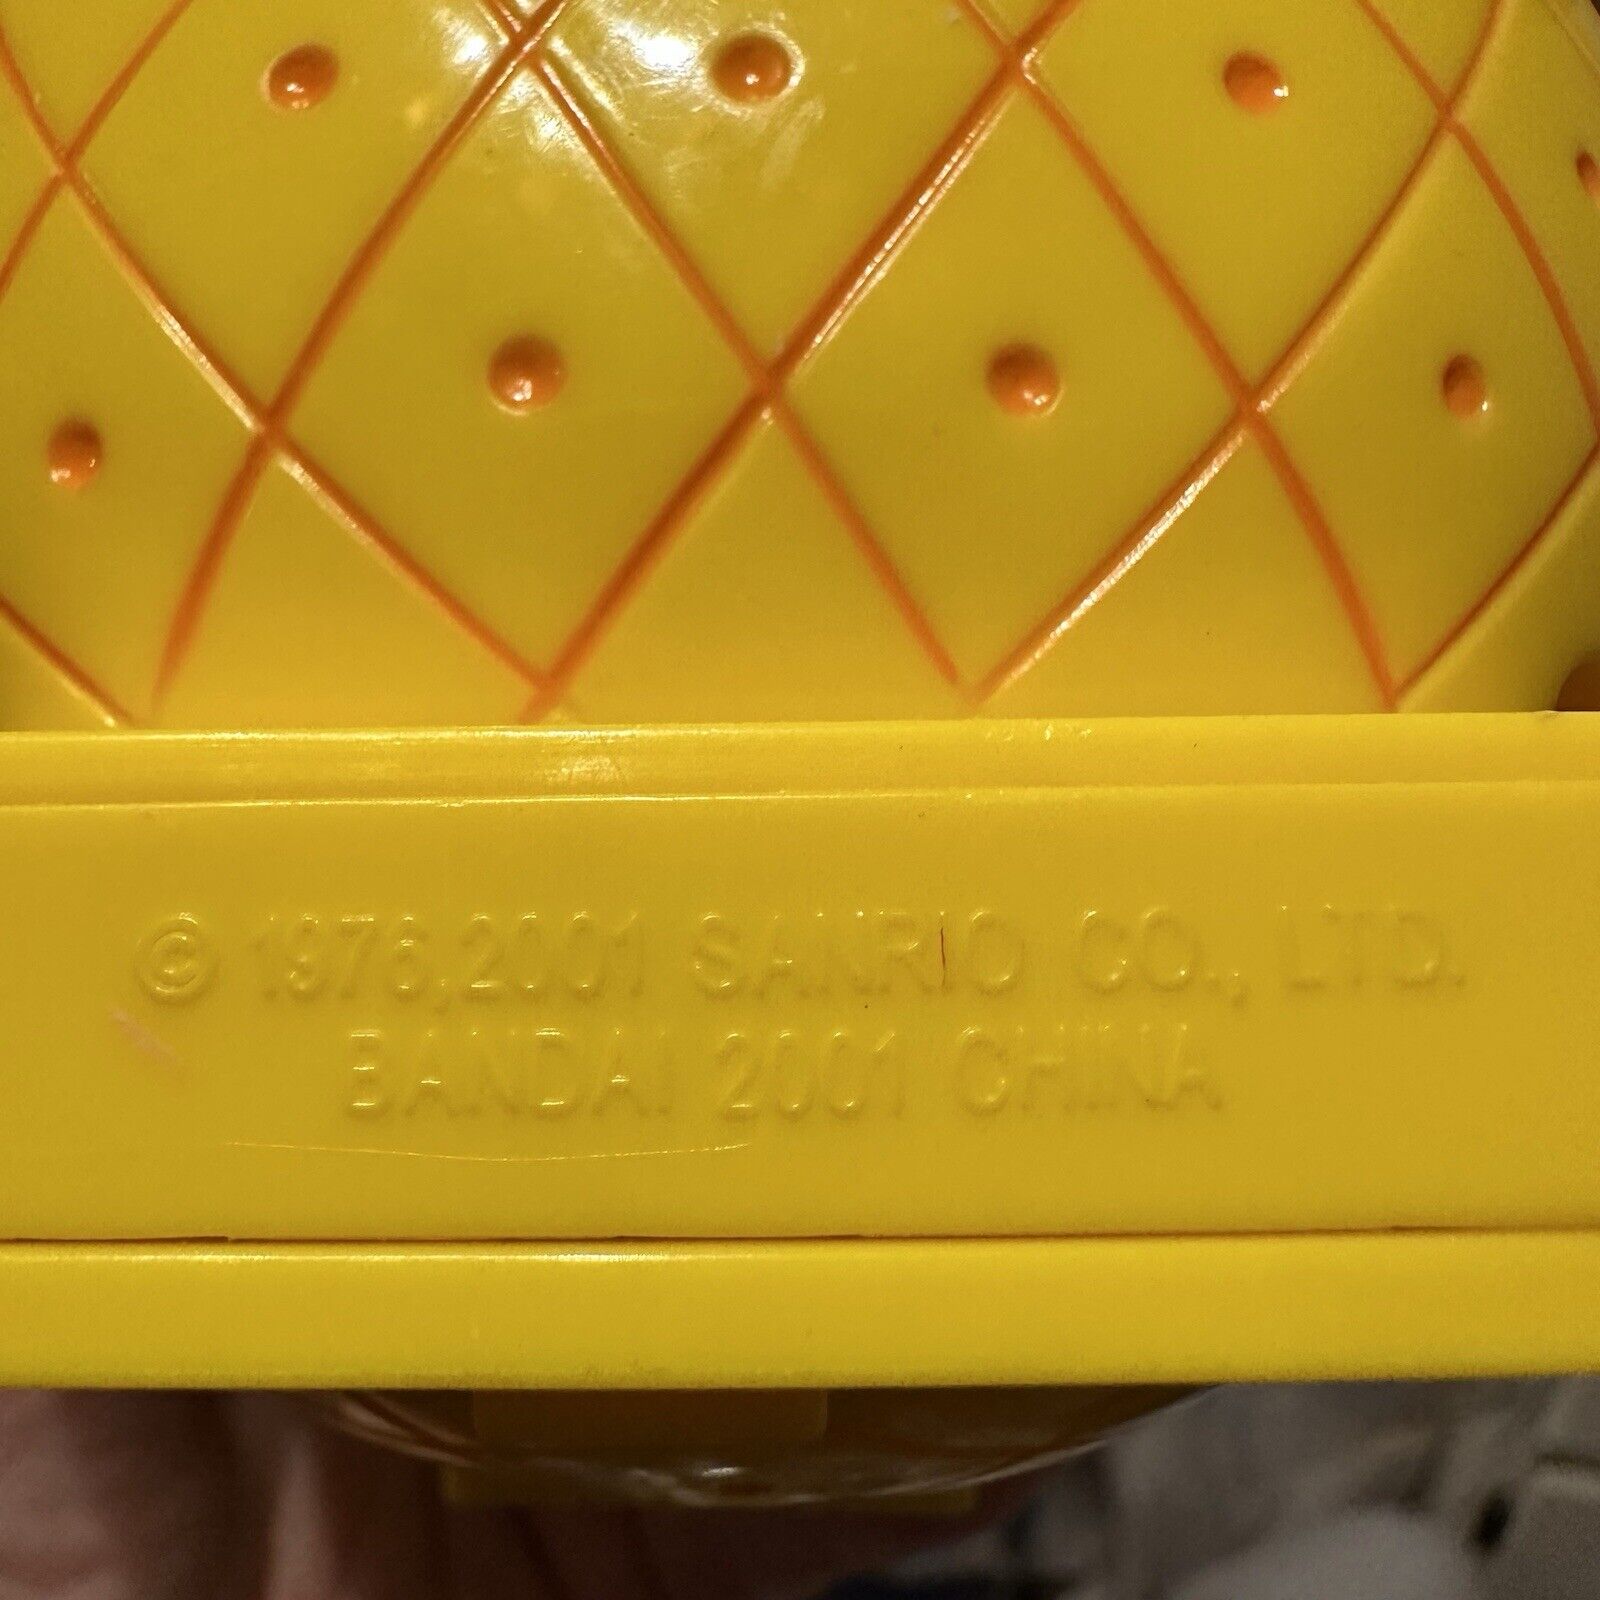 © 1976,2001 SANRIO CO., LTD.
BANDAI 2001 CHINA